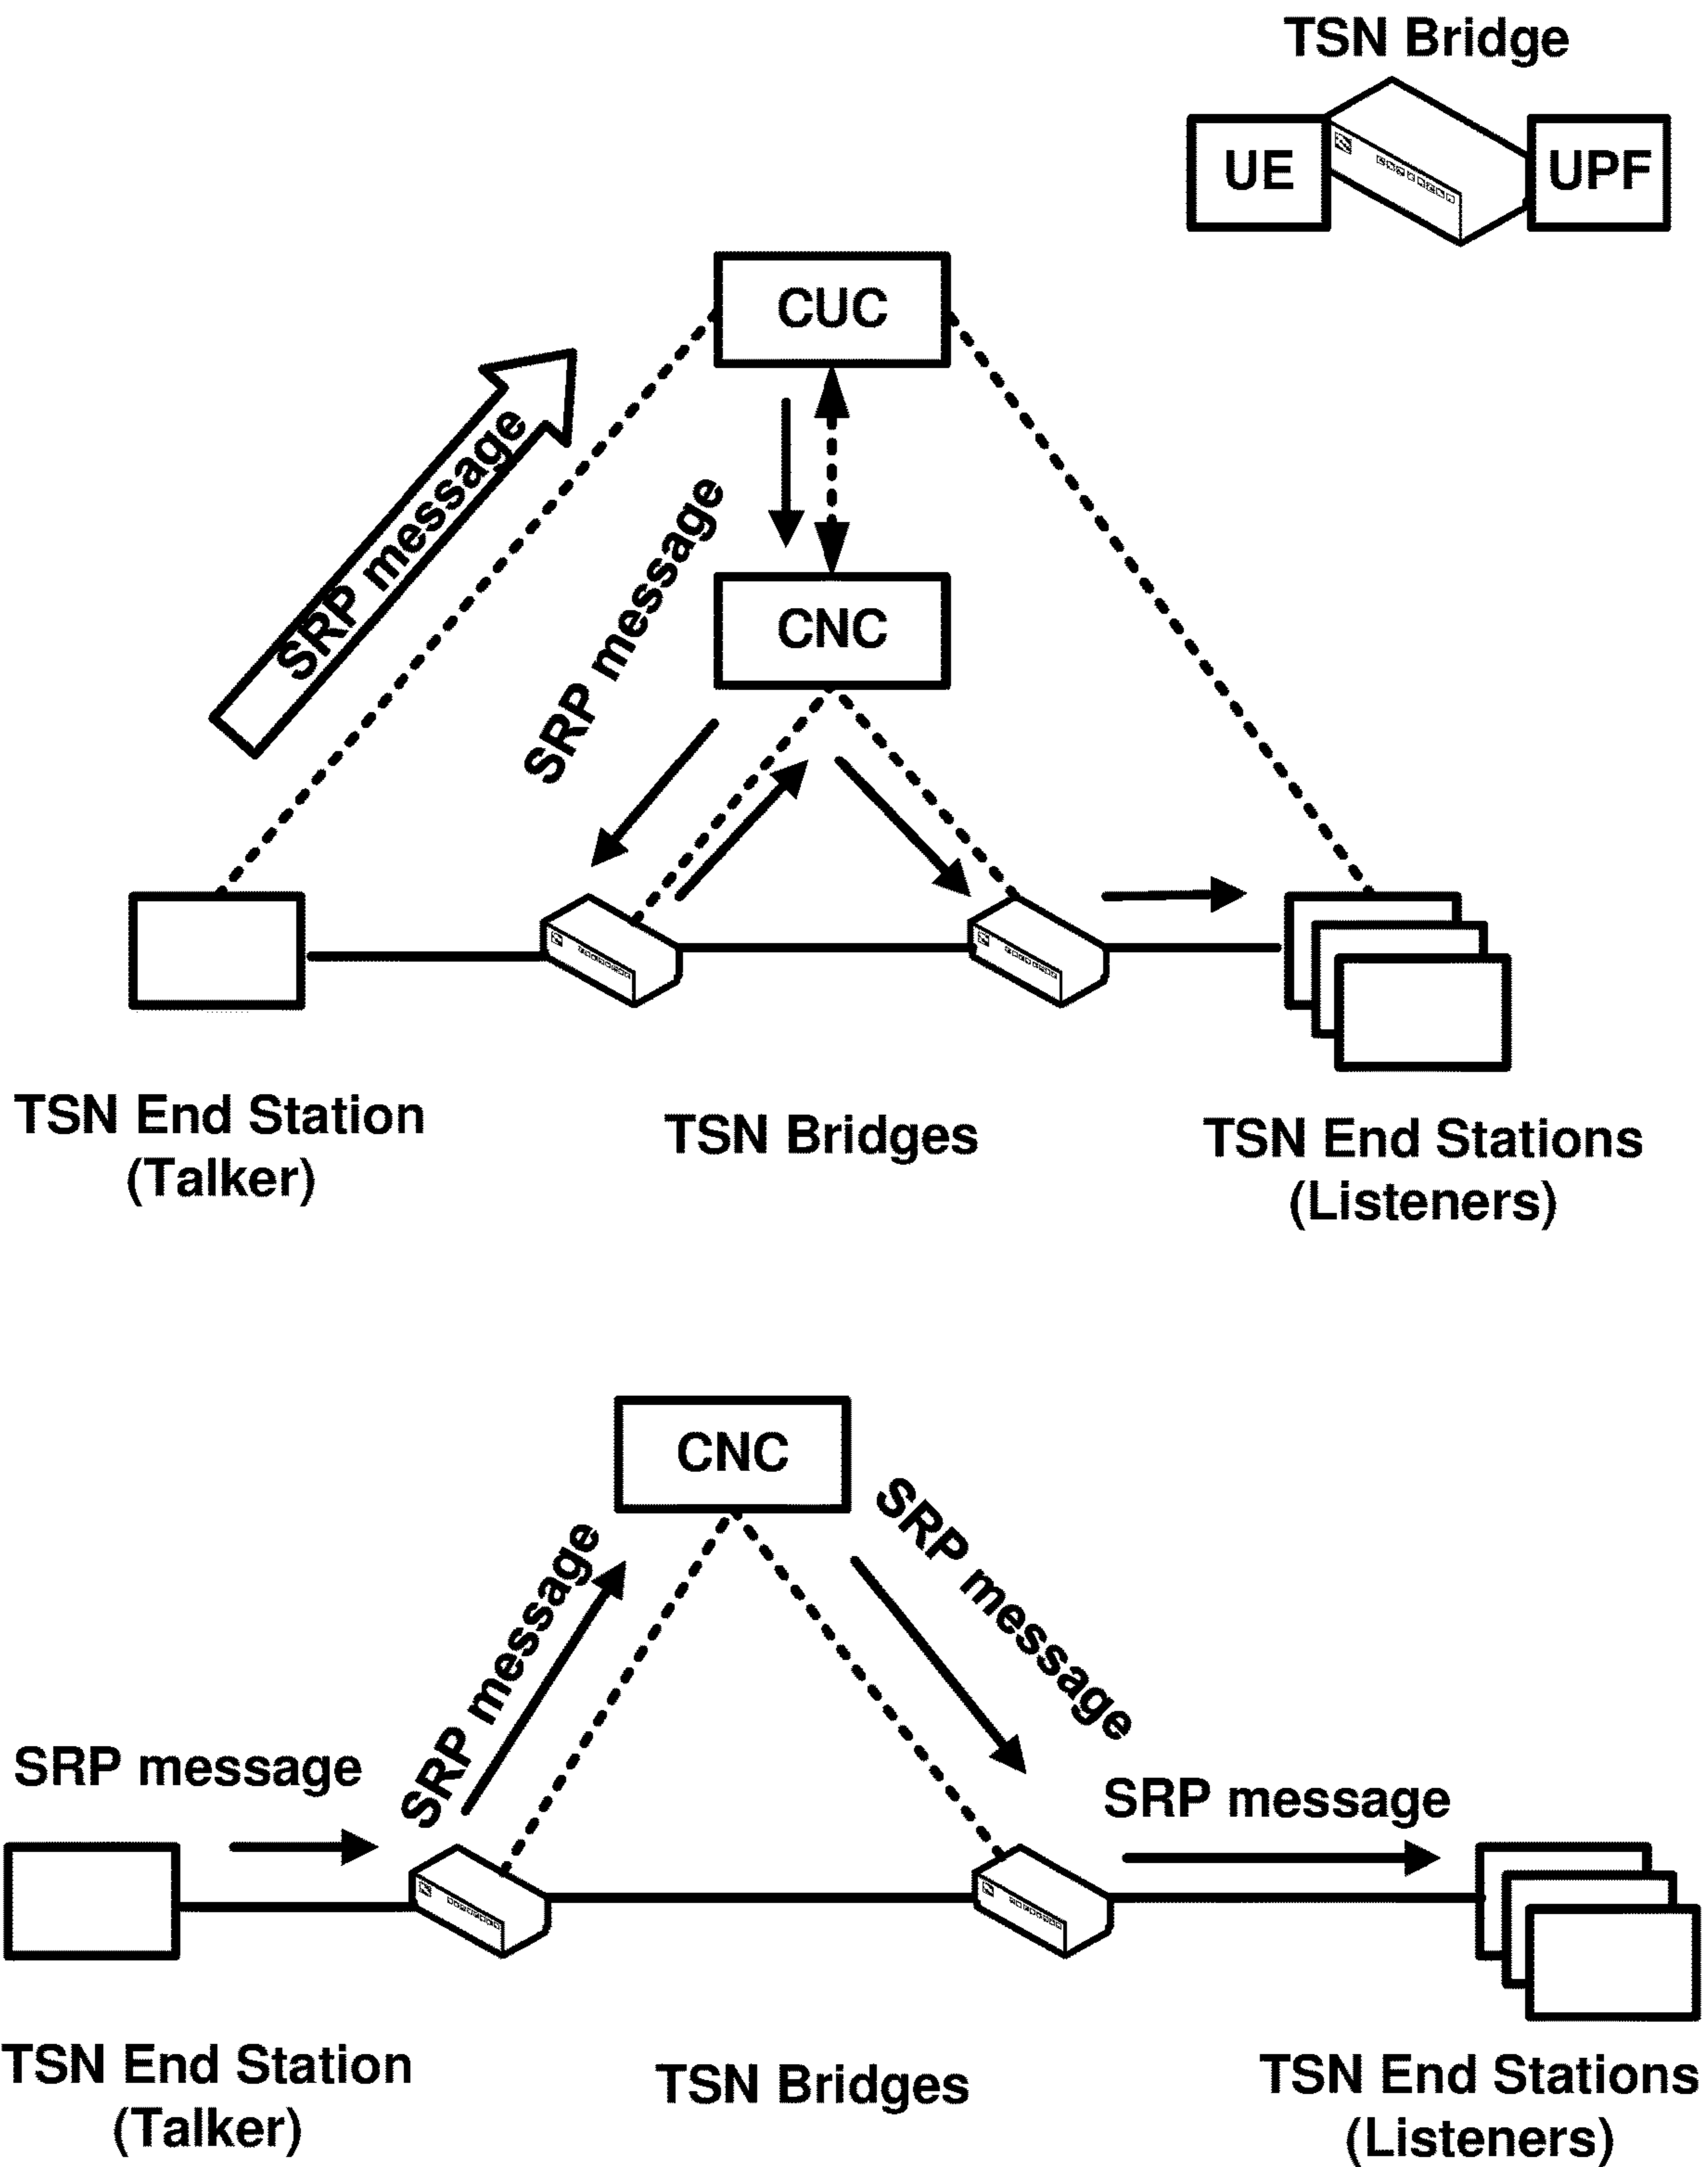 TSN Bridge
UE
UPF
CUC
SRP message
SRP message
CNC
TSN End Station
(Talker)
TSN Bridges
TSN End Stations
(Listeners)
CNC
SRP message
SRP message
SRP message
SRP message
TSN End Station
(Talker)
TSN Bridges
TSN End Stations
(Listeners)